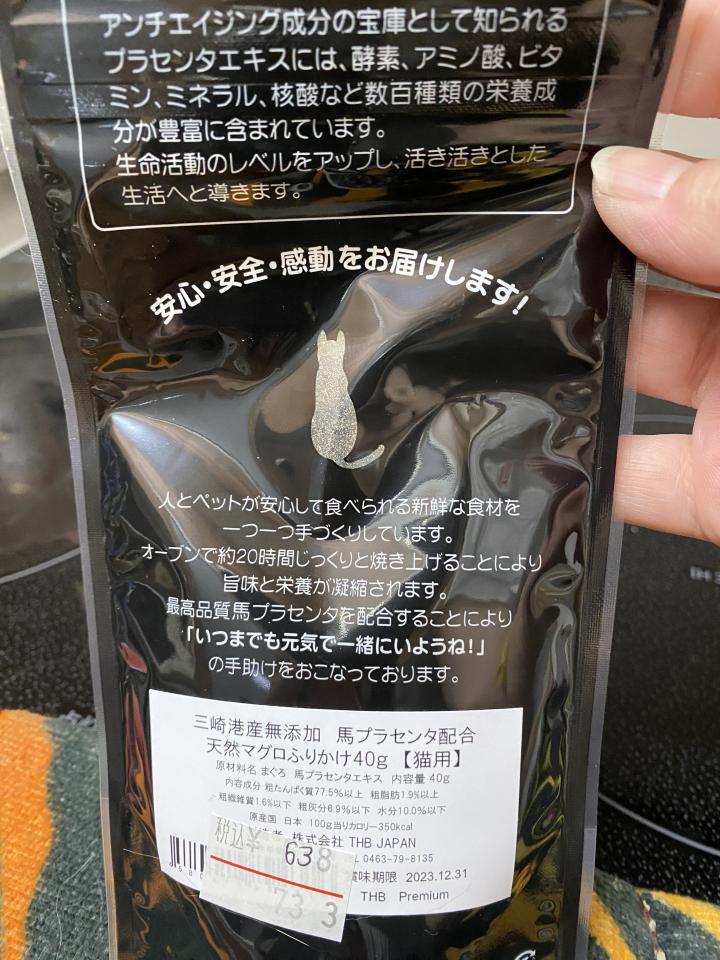 アンチエイジング成分の宝庫として知られる
プラセンタエキスには、酵素、アミノ酸、ビタ
ミン、ミネラル、核酸など数百種類の栄養成
分が豊富に含まれています。
生命活動のレベルをアップし、活き活きとした
生活へと導きます。
安心・安全・感動をお届けします!
人とペットが安心して食べられる新鮮な食材を
一つ一つ手づくりしています。
オーブンで約20時間じっくりと焼き上げることにより
旨味と栄養が凝縮されます。
最高品質馬プラセンタを配合することにより
「いつまでも元気で一緒にいようね!」
の手助けをおこなっております。
三崎港産無添加 馬プラセンタ配合
天然マグロふりかけ40g【猫用】
原材料名 まぐろ 馬プラセンタエキス 内容量 40g
内容成分 粗たんぱく質77.5%以上 粗脂肪1.9%以上
粗繊維質1.6%以下 粗灰分6.9%以下 水分10.0%以下
原産国 日本 100g当りカロリー350kcal
株式会社 THB JAPAN
0463-79-8135
味期限 2023.12.31
THB Premium
税込¥
638
73 3